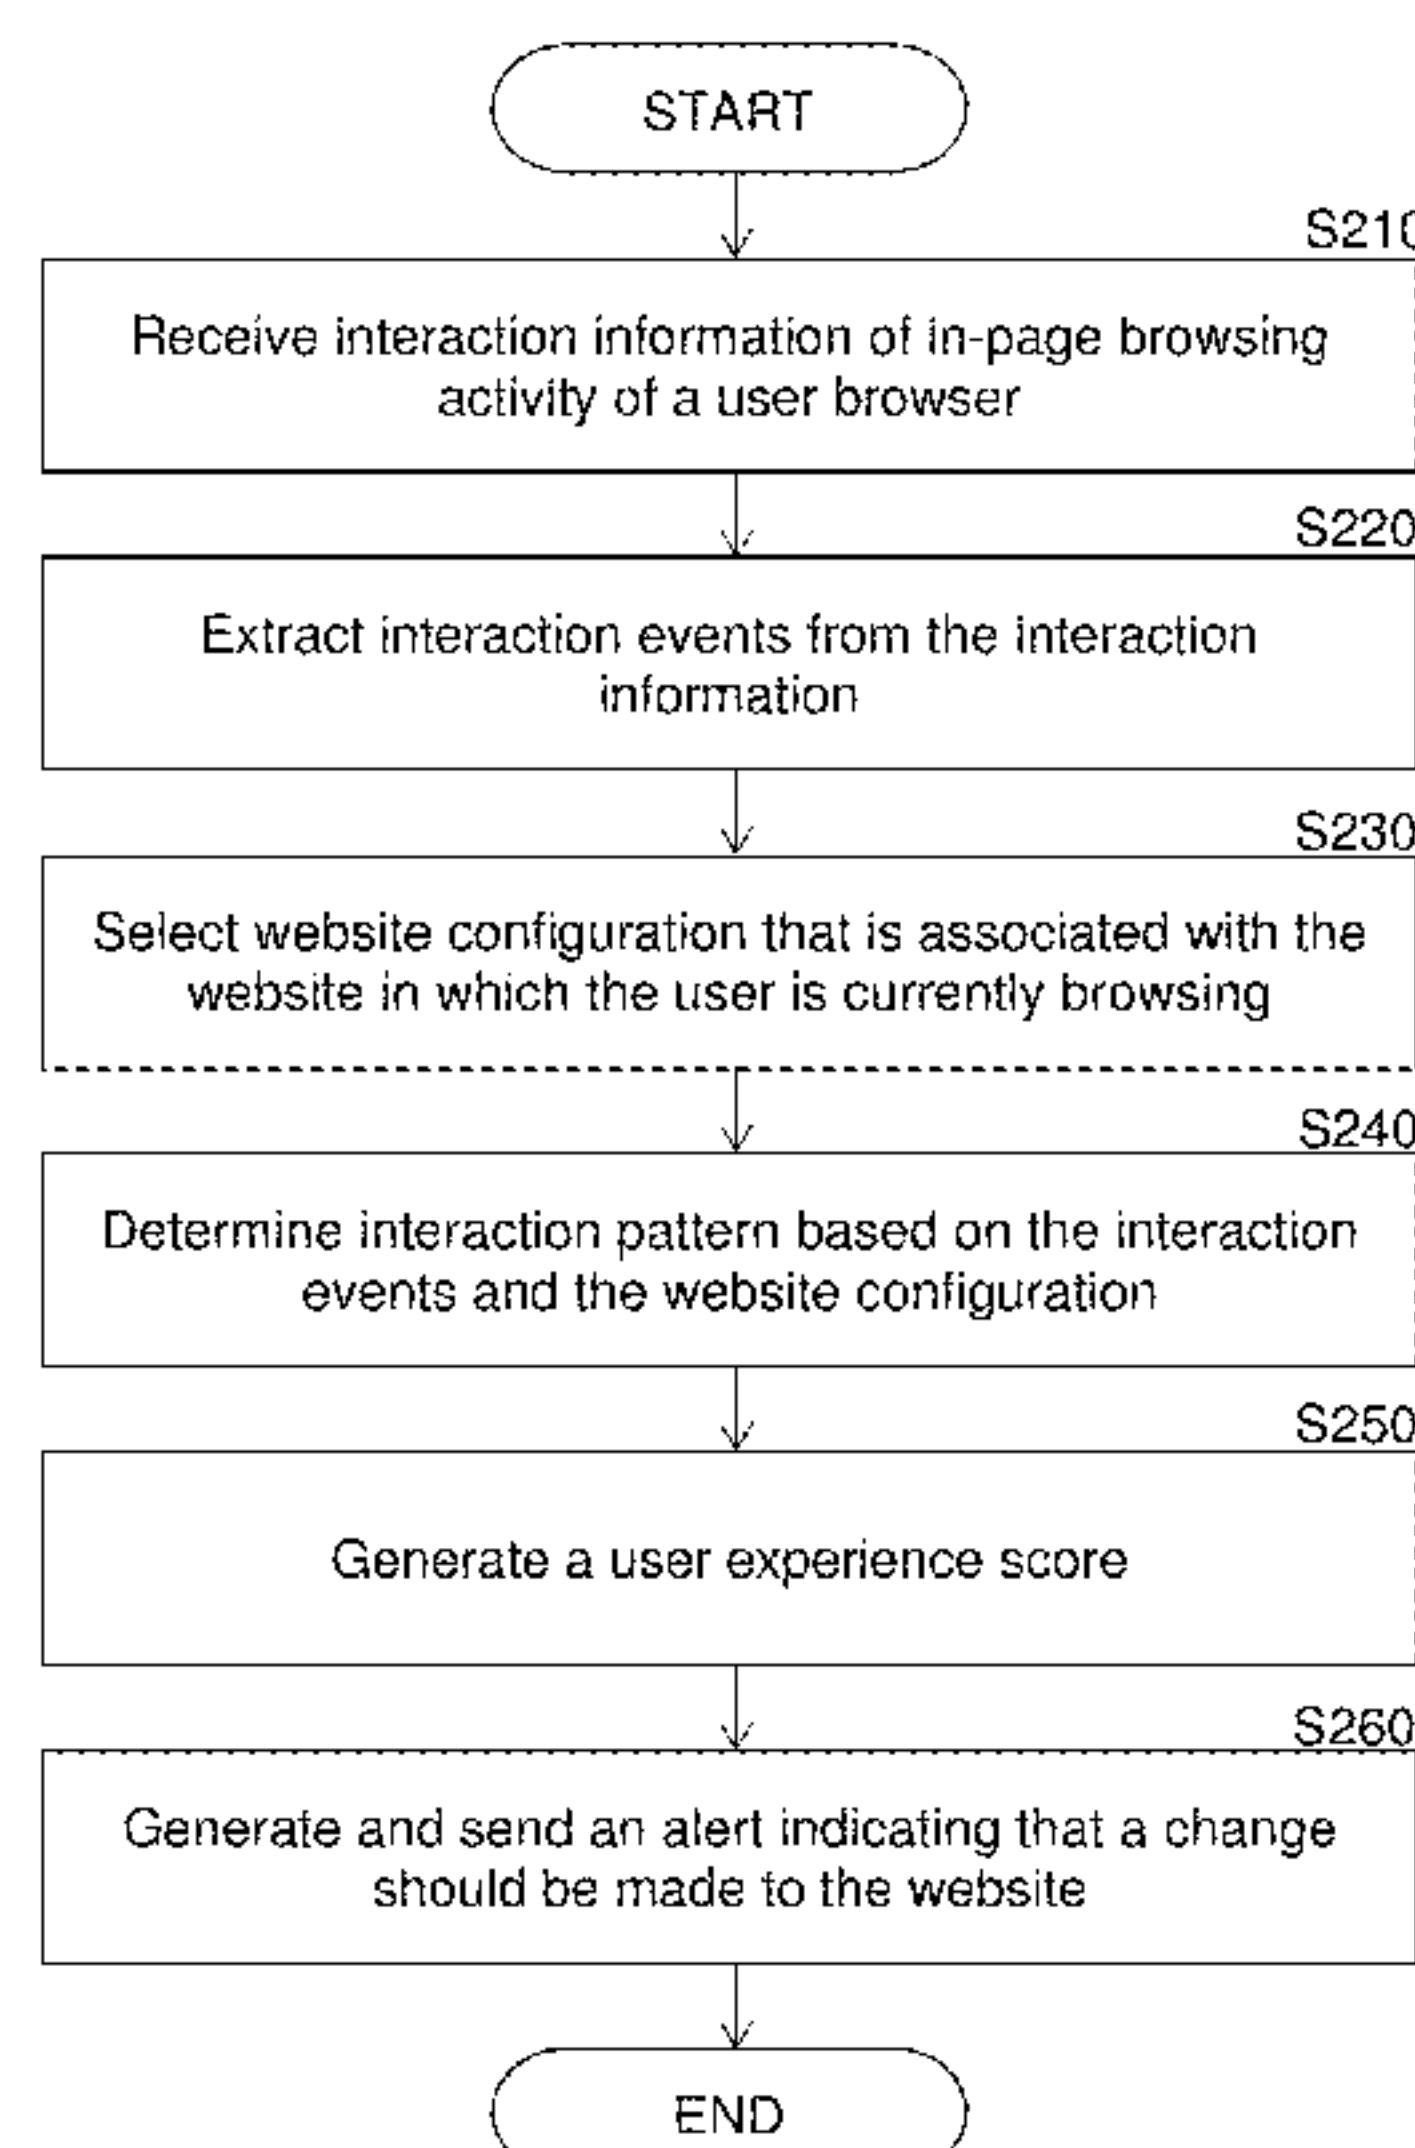 START
S210
Receive interaction information of in-page browsing
activity of a user browser
S220
Extract interaction events from the interaction
information
S230
Select website configuration that is associated with the
website in which the user is currently browsing
S240
Determine interaction pattern based on the interaction
events and the website configuration
S250
Generate a user experience score
S260
Generate and send an alert indicating that a change
should be made to the website
END